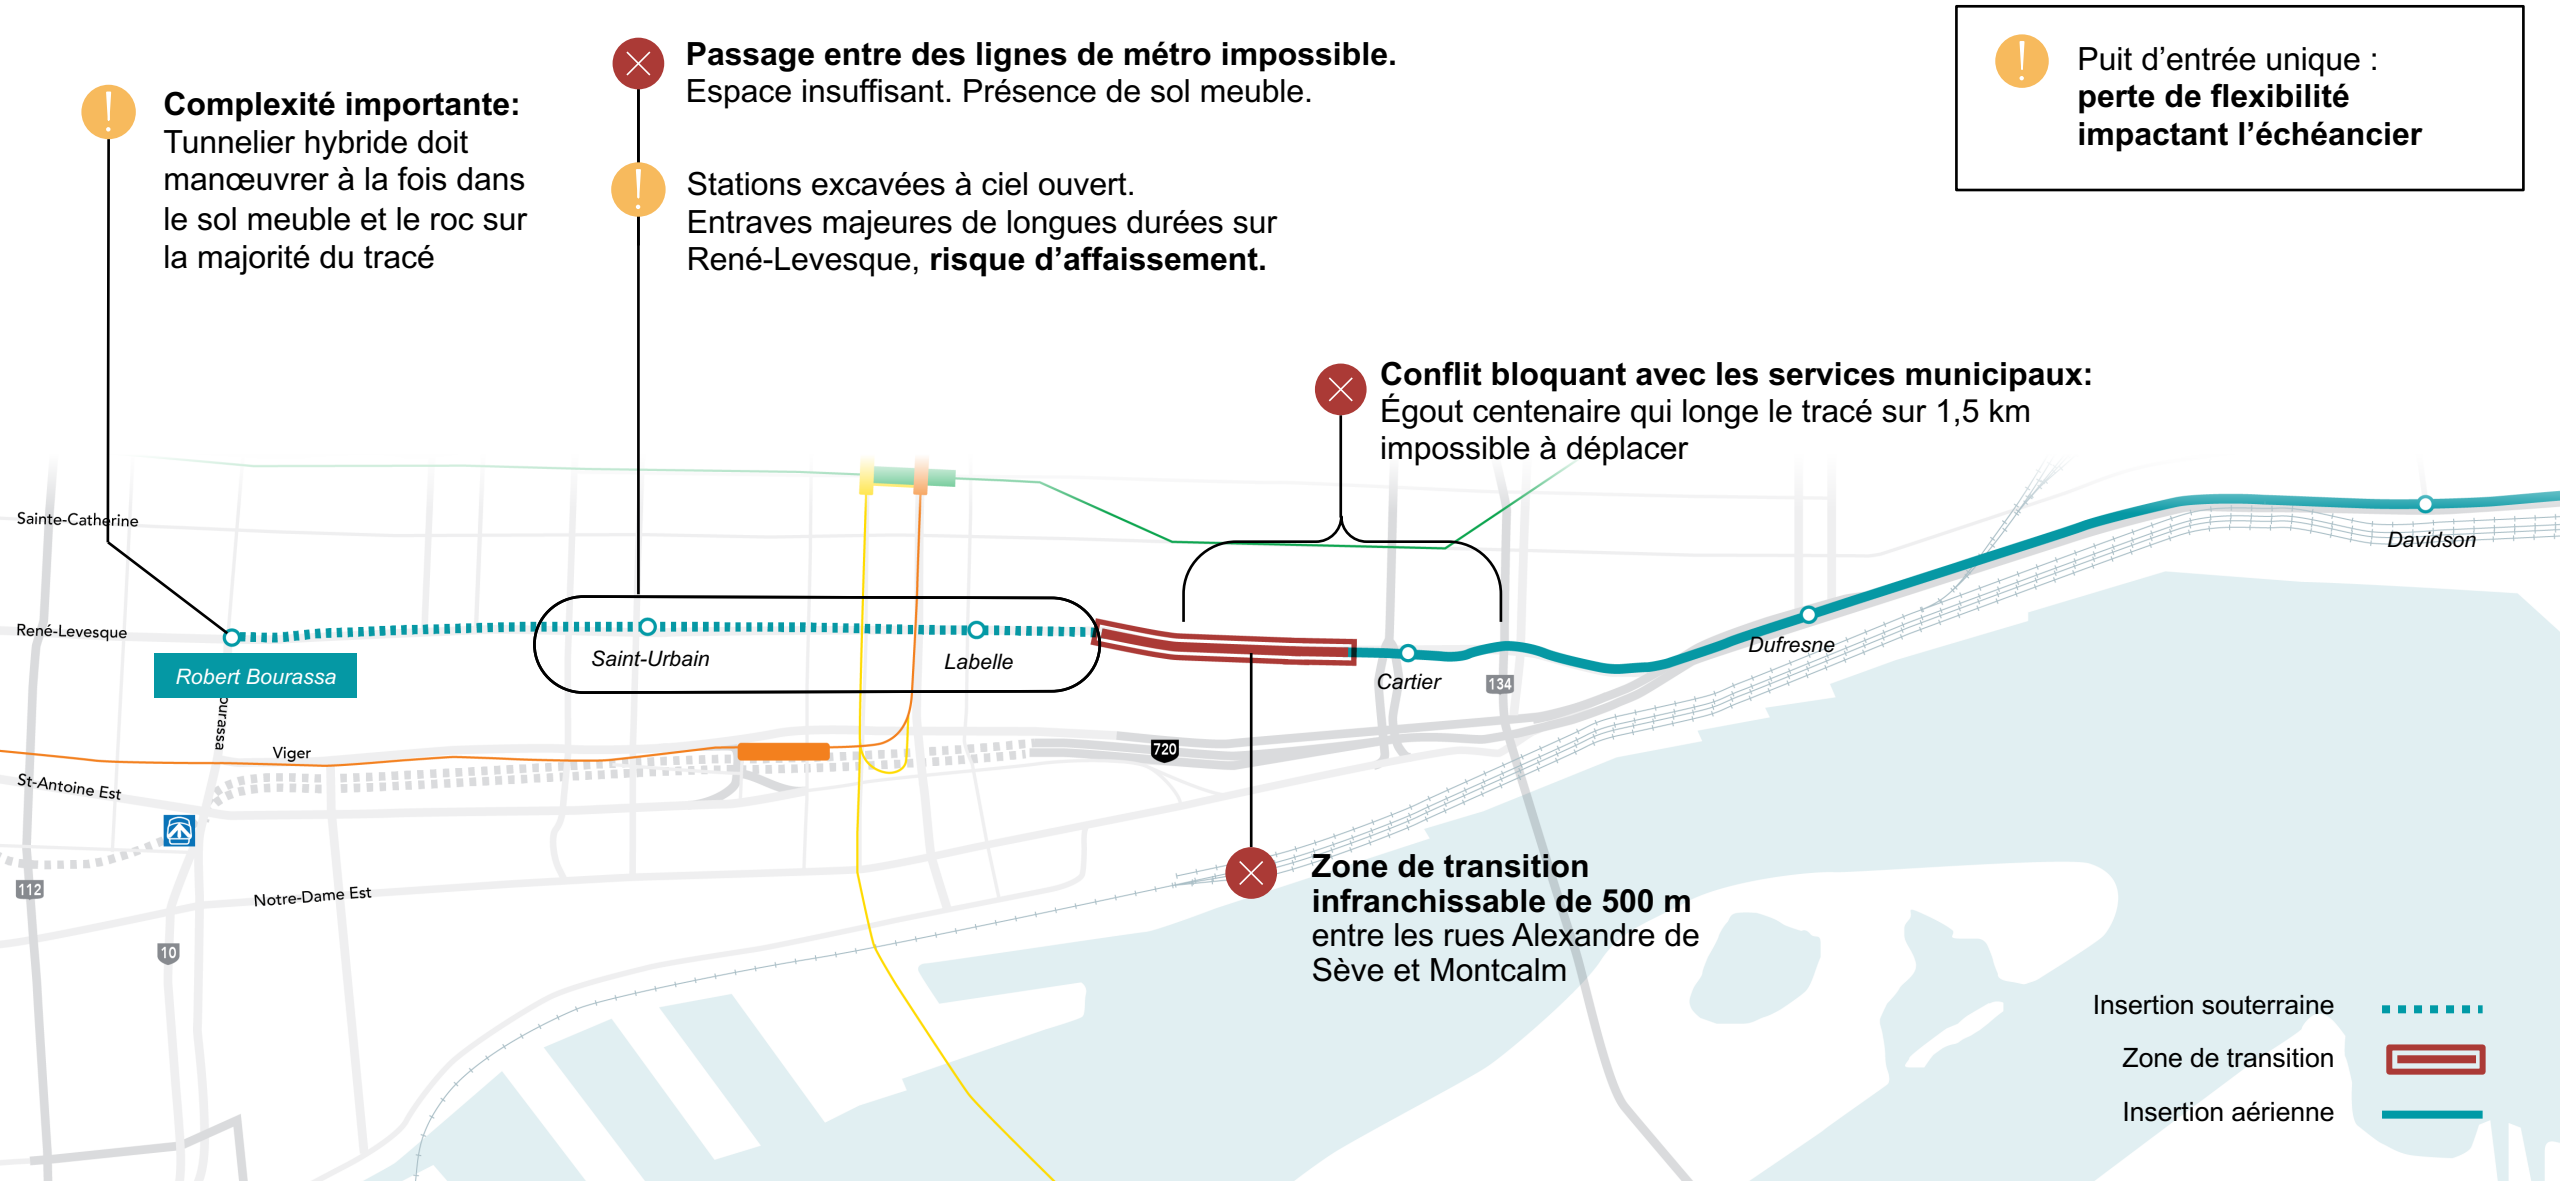 Complexité importante:
Tunnelier hybride doit
manœuvrer à la fois dans
le sol meuble et le roc sur
la majorité du tracé
Passage entre des lignes de métro impossible.
Espace insuffisant. Présence de sol meuble.
Stations excavées à ciel ouvert.
Entraves majeures de longues durées sur
René-Levesque, risque d’affaissement.
Puit d’entrée unique :
perte de flexibilité
impactant l’échéancier
Conflit bloquant avec les services municipaux:
Égout centenaire qui longe le tracé sur 1,5 km
impossible à déplacer
Sainte-Catherine
René-Levesque
Robert Bourassa
ourassa
Saint-Urbain
Labelle
Cartier
134
Dufresne
Davidson
Viger
720
St-Antoine Est
112
Notre-Dame Est
10
Zone de transition
infranchissable de 500 m
entre les rues Alexandre de
Sève et Montcalm
Insertion souterraine
Zone de transition
Insertion aérienne